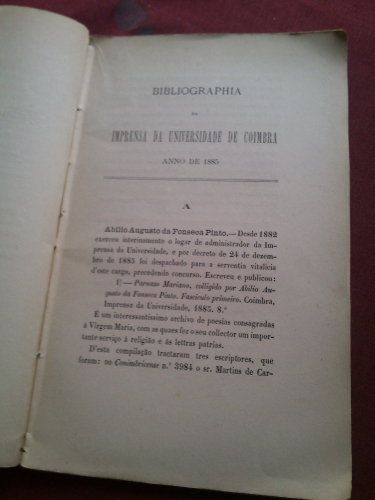 BIBLIOGRAPHIA
DA
IMPRENSA DA UNIVERSIDADE DE COIMBRA
ANNO DE 1885
A
Abilio Augusto da Fonseca Pinto.—Desde 1882
exerceu interinamente o logar de administrador da Im-
prensa da Universidade, e por decreto de 24 de dezem-
bro de 1885 foi despachado para a serventia vitalicia
d'este cargo, precedendo concurso. Escreveu e publicou:
1) — Parnaso Mariano, colligido por Abilio Au-
gusto da Fonseca Pinto. Fasciculo primeiro. Coimbra,
Imprensa da Universidade, 1885. 8.º
É um interessantissimo archivo de poesias consagradas
á Virgem Maria, com as quaes fez o seu collector um impor-
tante serviço á religião e ás lettras patrias.
D'esta compilação tractaram tres escriptores, que
foram: no Conimbricense n.º 3984 o sr. Martins de Car-